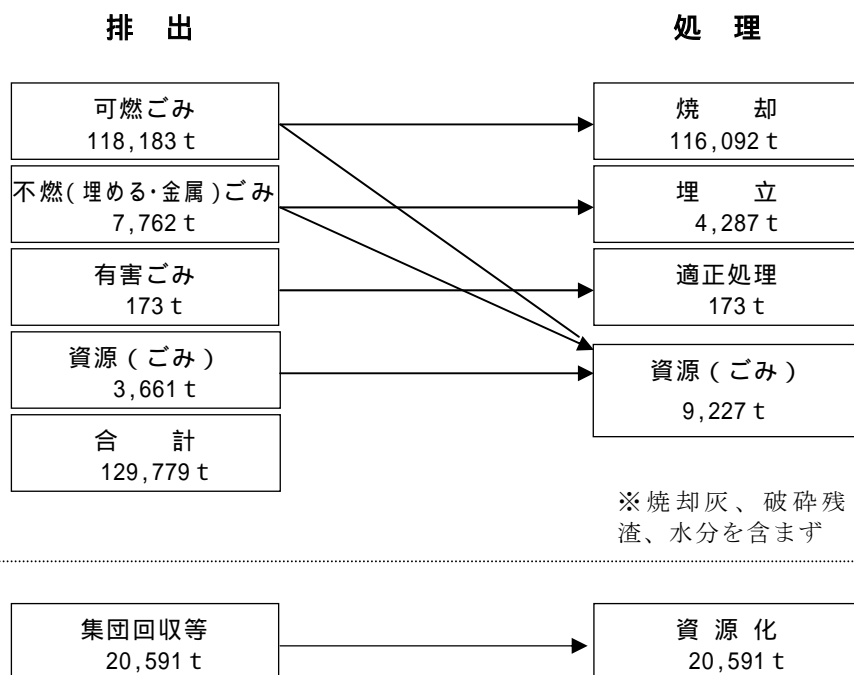 排 出
処 理
可燃ごみ
118,183 t
焼 却
116,092 t
不燃(埋める・金属)ごみ
7,762 t
埋 立
4,287 t
有害ごみ
173 t
適正処理
173 t
資源(ごみ)
3,661 t
資源(ごみ)
9,227 t
合 計
129,779 t
※焼却灰、破砕残
渣、水分を含まず
集団回収等
20,591 t
資 源 化
20,591 t